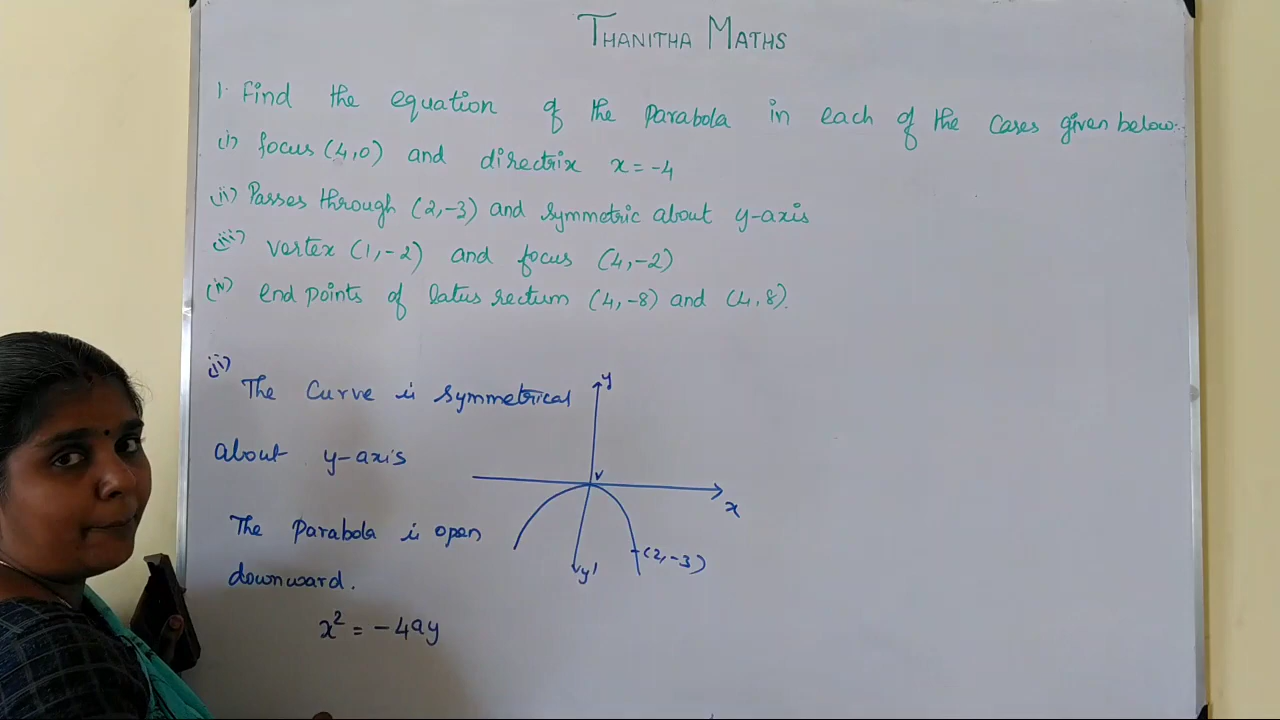 THANITHA MATHS
1. Find the equation of the Parabola in each of the cases given below:
(i) focus (4,0) and directrix x = -4
(ii) Passes through (2,-3) and symmetric about y-axis
(iii) vertex (1,-2) and focus (4,-2)
(iv) end points of latus rectum (4,-8) and (4,8).
(ii)
The Curve is symmetrical
about y-axis
The parabola is open
downward.
x² = -4ay
y
V
x
(2,-3)
y'